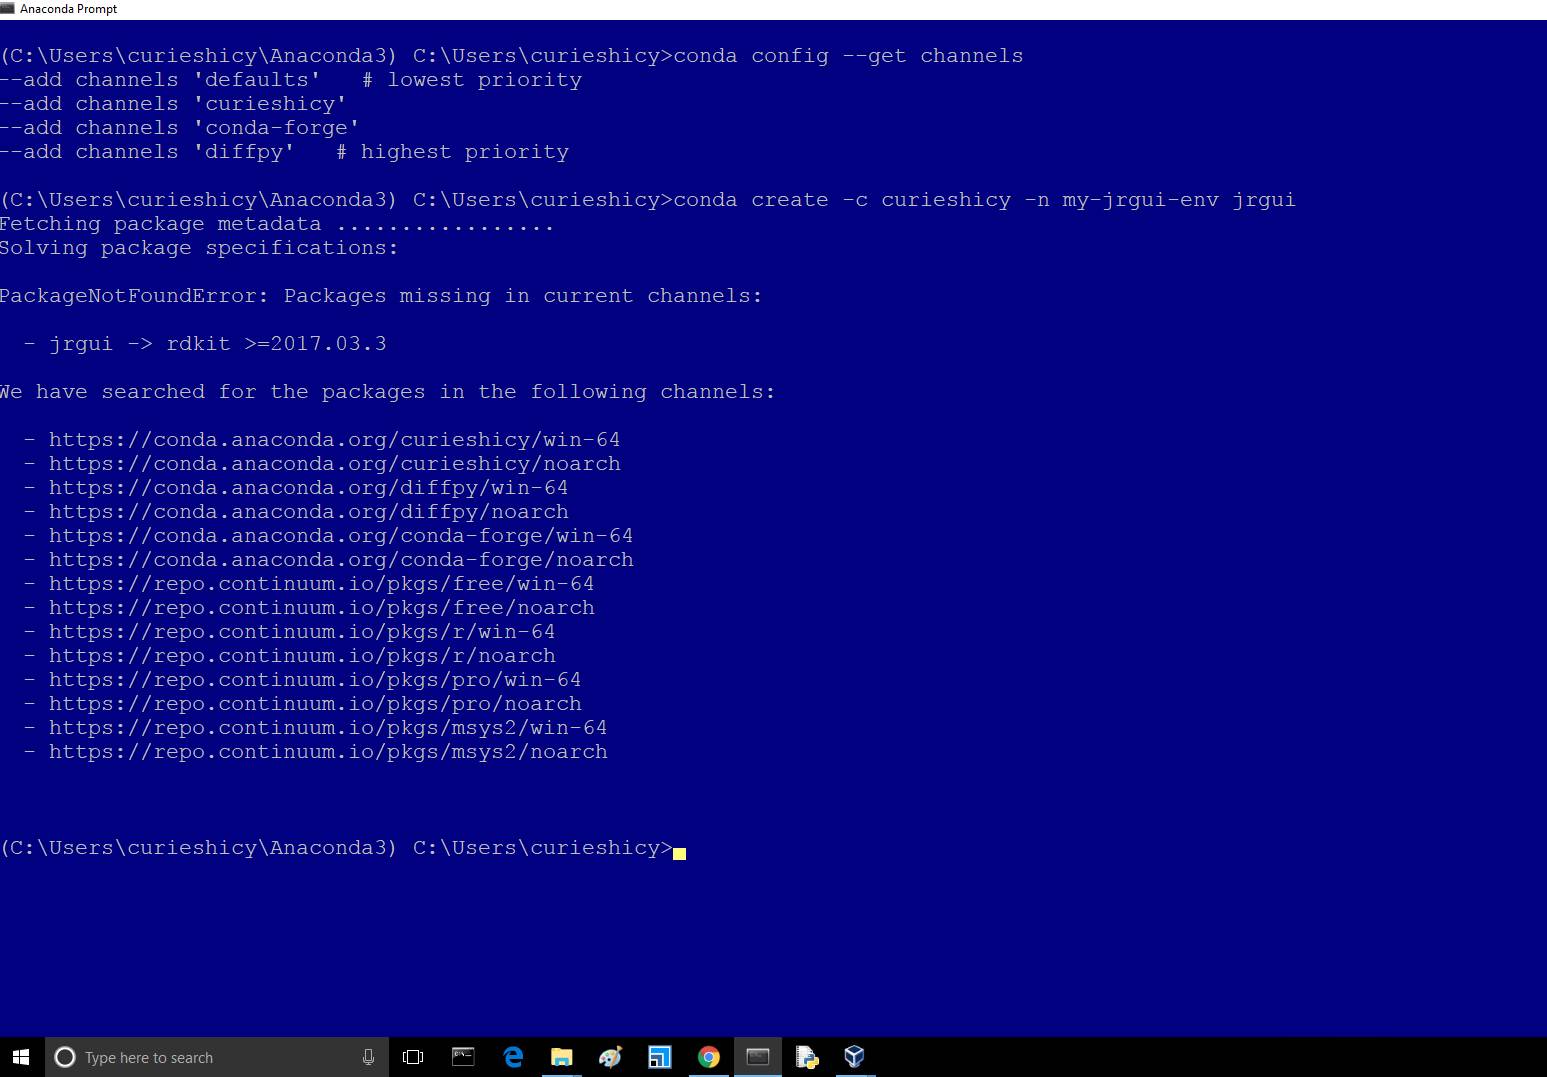 Anaconda Prompt
(C:\Users\curieshicy\Anaconda3) C:\Users\curieshicy>conda config --get channels
--add channels 'defaults'   # lowest priority
--add channels 'curieshicy'
--add channels 'conda-forge'
--add channels 'diffpy'   # highest priority
(C:\Users\curieshicy\Anaconda3) C:\Users\curieshicy>conda create -c curieshicy -n my-jrgui-env jrgui
Fetching package metadata .................
Solving package specifications:
PackageNotFoundError: Packages missing in current channels:
  - jrgui -> rdkit >=2017.03.3
We have searched for the packages in the following channels:
  - https://conda.anaconda.org/curieshicy/win-64
  - https://conda.anaconda.org/curieshicy/noarch
  - https://conda.anaconda.org/diffpy/win-64
  - https://conda.anaconda.org/diffpy/noarch
  - https://conda.anaconda.org/conda-forge/win-64
  - https://conda.anaconda.org/conda-forge/noarch
  - https://repo.continuum.io/pkgs/free/win-64
  - https://repo.continuum.io/pkgs/free/noarch
  - https://repo.continuum.io/pkgs/r/win-64
  - https://repo.continuum.io/pkgs/r/noarch
  - https://repo.continuum.io/pkgs/pro/win-64
  - https://repo.continuum.io/pkgs/pro/noarch
  - https://repo.continuum.io/pkgs/msys2/win-64
  - https://repo.continuum.io/pkgs/msys2/noarch
(C:\Users\curieshicy\Anaconda3) C:\Users\curieshicy>
Type here to search